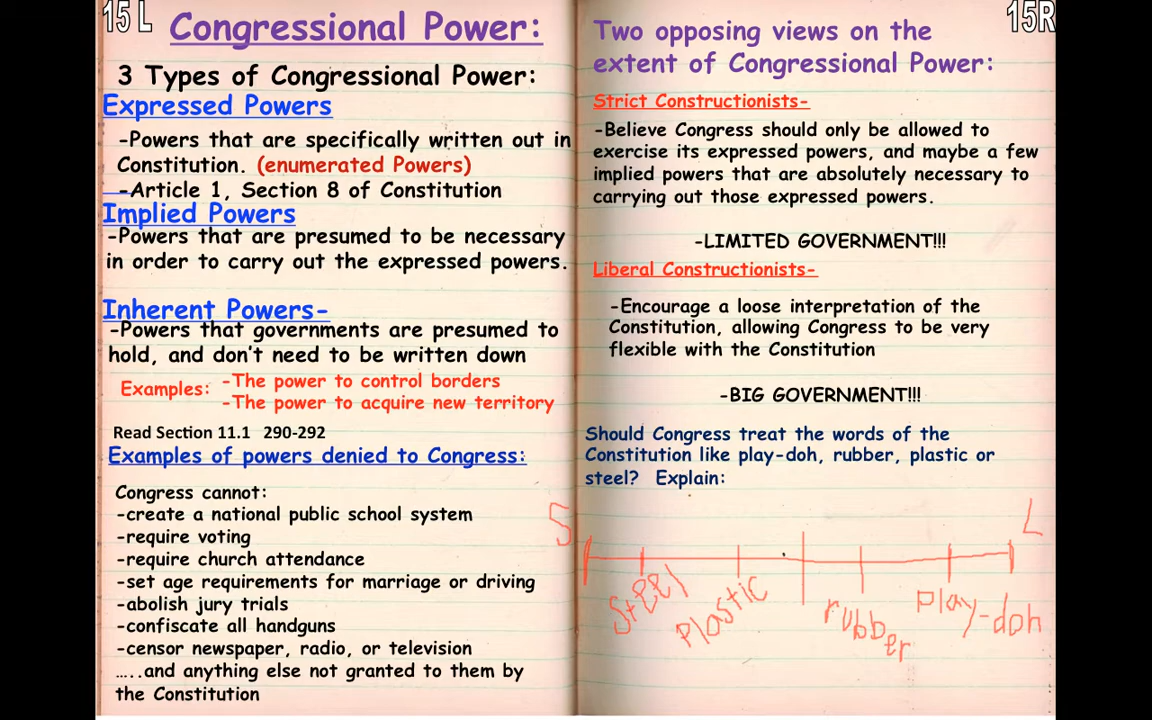 15 L
Congressional Power:
3 Types of Congressional Power:
Expressed Powers
-Powers that are specifically written out in
Constitution. (enumerated Powers)
-Article 1, Section 8 of Constitution
Implied Powers
-Powers that are presumed to be necessary
in order to carry out the expressed powers.
Inherent Powers-
-Powers that governments are presumed to
hold, and don't need to be written down
Examples: -The power to control borders
-The power to acquire new territory
Read Section 11.1 290-292
Examples of powers denied to Congress:
Congress cannot:
-create a national public school system
-require voting
-require church attendance
-set age requirements for marriage or driving
-abolish jury trials
-confiscate all handguns
-censor newspaper, radio, or television
…..and anything else not granted to them by
the Constitution
15R
Two opposing views on the
extent of Congressional Power:
Strict Constructionists-
-Believe Congress should only be allowed to
exercise its expressed powers, and maybe a few
implied powers that are absolutely necessary to
carrying out those expressed powers.
-LIMITED GOVERNMENT!!!
Liberal Constructionists-
-Encourage a loose interpretation of the
Constitution, allowing Congress to be very
flexible with the Constitution
-BIG GOVERNMENT!!!
Should Congress treat the words of the
Constitution like play-doh, rubber, plastic or
steel? Explain:
S L
Steel Plastic rubber Play-doh